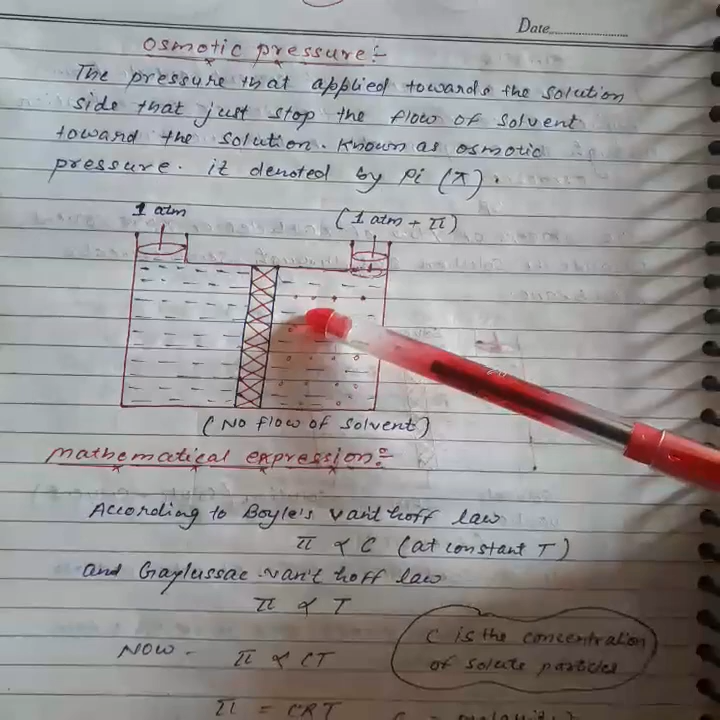 Date
Osmotic pressure:-
The pressure that applied towards the solution
side that just stop the flow of solvent
toward the solution. Known as osmotic
pressure. it denoted by Pi (π).
1 atm
(1 atm + π)
(No flow of solvent)
Mathematical expression:-
According to Boyle's van't hoff law
π ∝ C (at constant T)
and Gaylussac van't hoff law
π ∝ T
C is the concentration
of solute particles
Now - π ∝ CT
π = CRT